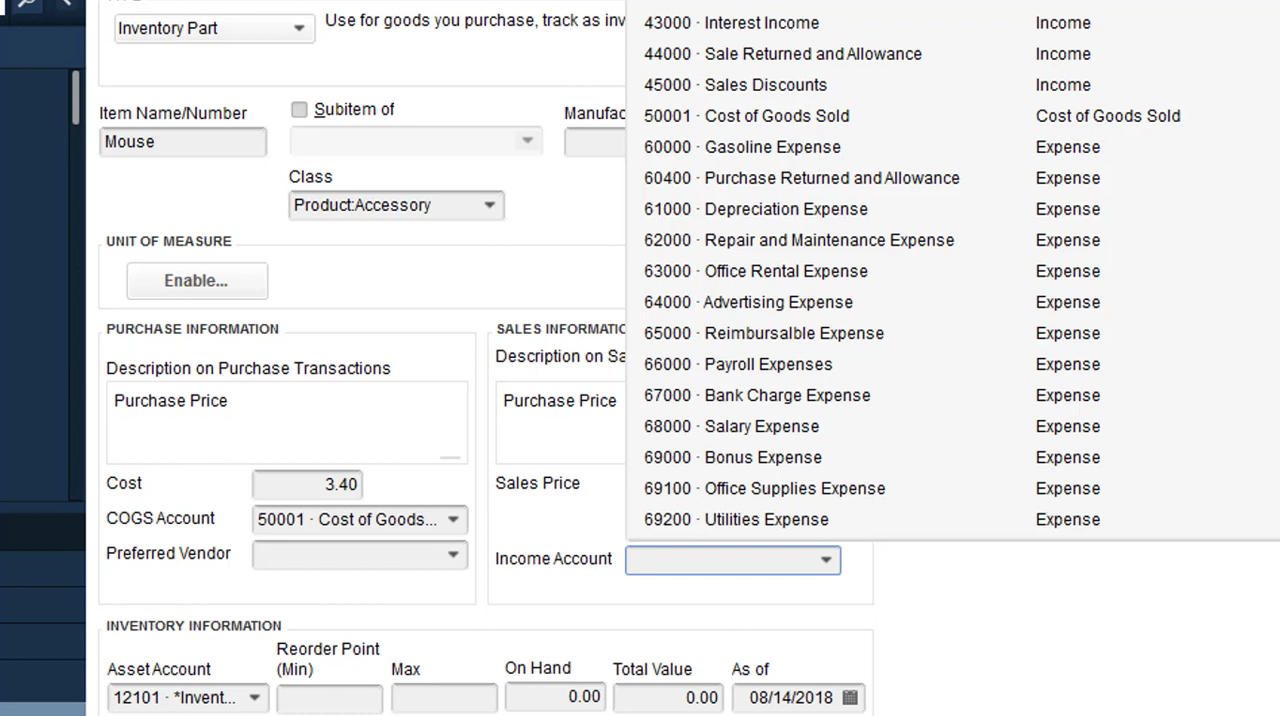 Inventory Part
Use for goods you purchase, track as inv
Item Name/Number
Subitem of
Manufac
Mouse
Class
Product:Accessory
UNIT OF MEASURE
Enable...
PURCHASE INFORMATION
Description on Purchase Transactions
Purchase Price
Cost
3.40
COGS Account
50001 · Cost of Goods...
Preferred Vendor
SALES INFORMATIO
Description on Sa
Purchase Price
Sales Price
Income Account
43000 · Interest Income Income
44000 · Sale Returned and Allowance Income
45000 · Sales Discounts Income
50001 · Cost of Goods Sold Cost of Goods Sold
60000 · Gasoline Expense Expense
60400 · Purchase Returned and Allowance Expense
61000 · Depreciation Expense Expense
62000 · Repair and Maintenance Expense Expense
63000 · Office Rental Expense Expense
64000 · Advertising Expense Expense
65000 · Reimbursalble Expense Expense
66000 · Payroll Expenses Expense
67000 · Bank Charge Expense Expense
68000 · Salary Expense Expense
69000 · Bonus Expense Expense
69100 · Office Supplies Expense Expense
69200 · Utilities Expense Expense
INVENTORY INFORMATION
Asset Account
Reorder Point
(Min)
Max
On Hand
Total Value
As of
12101 · *Invent...
0.00
0.00
08/14/2018